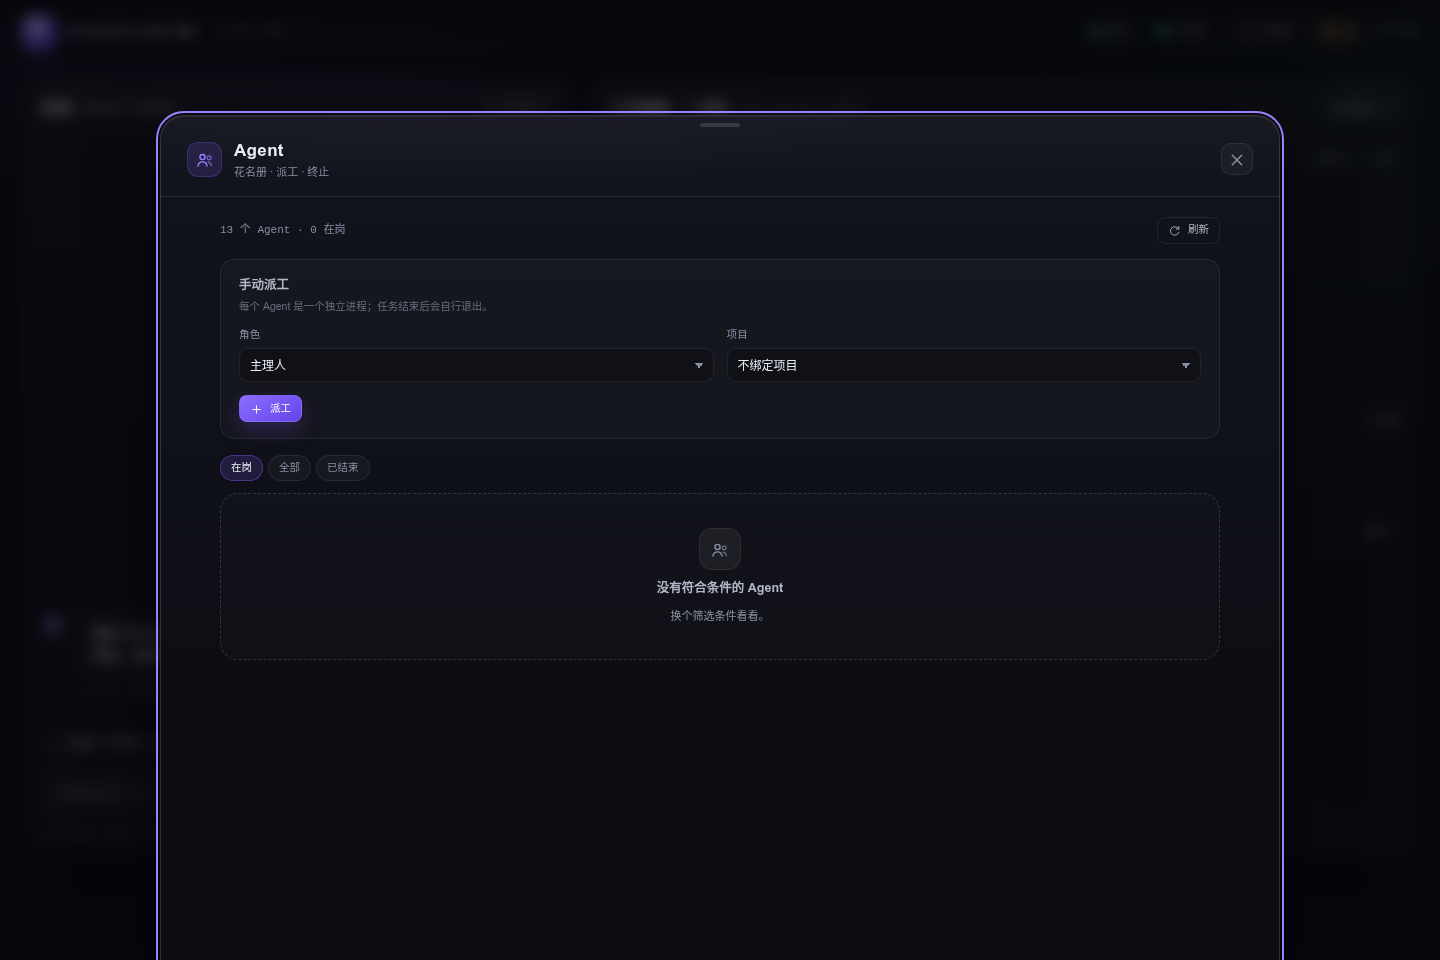 Agent
花名册 · 派工 · 终止
13 个 Agent · 0 在岗
刷新
手动派工
每个 Agent 是一个独立进程；任务结束后会自行退出。
角色
项目
主理人
不绑定项目
派工
在岗
全部
已结束
没有符合条件的 Agent
换个筛选条件看看。